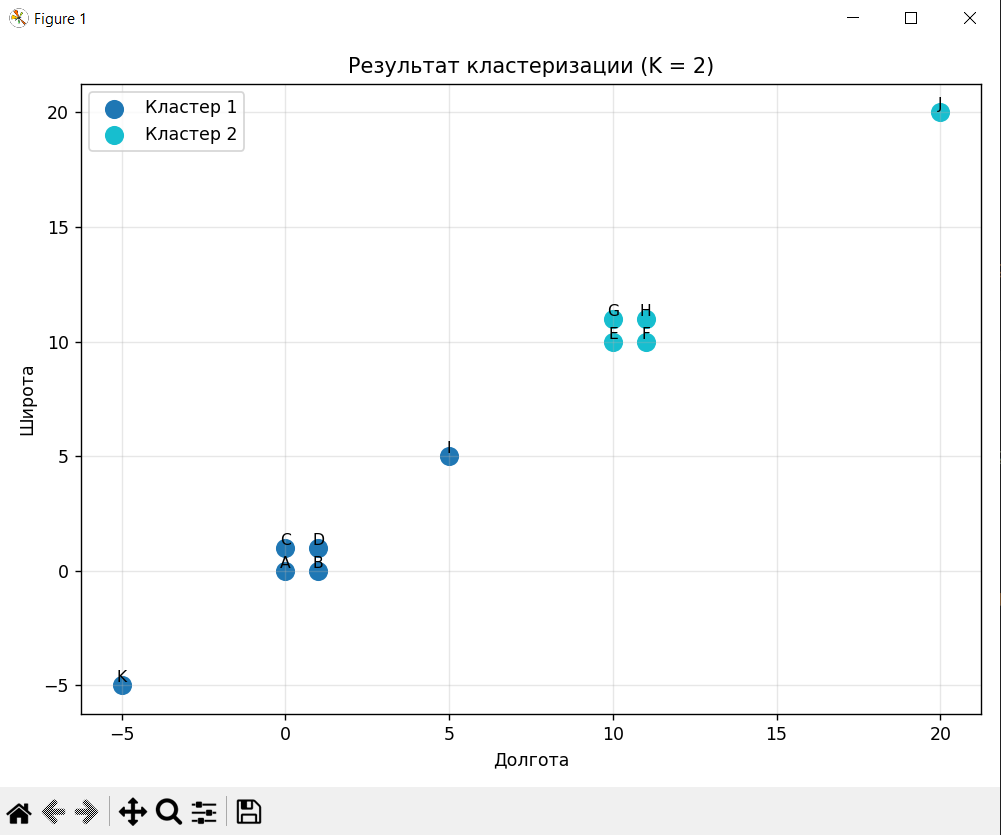 Figure 1
Результат кластеризации (K = 2)
Кластер 1
Кластер 2
J
20
15
G H
E F
10
I
5
C D
A B
0
K
−5
Широта
−5 0 5 10 15 20
Долгота